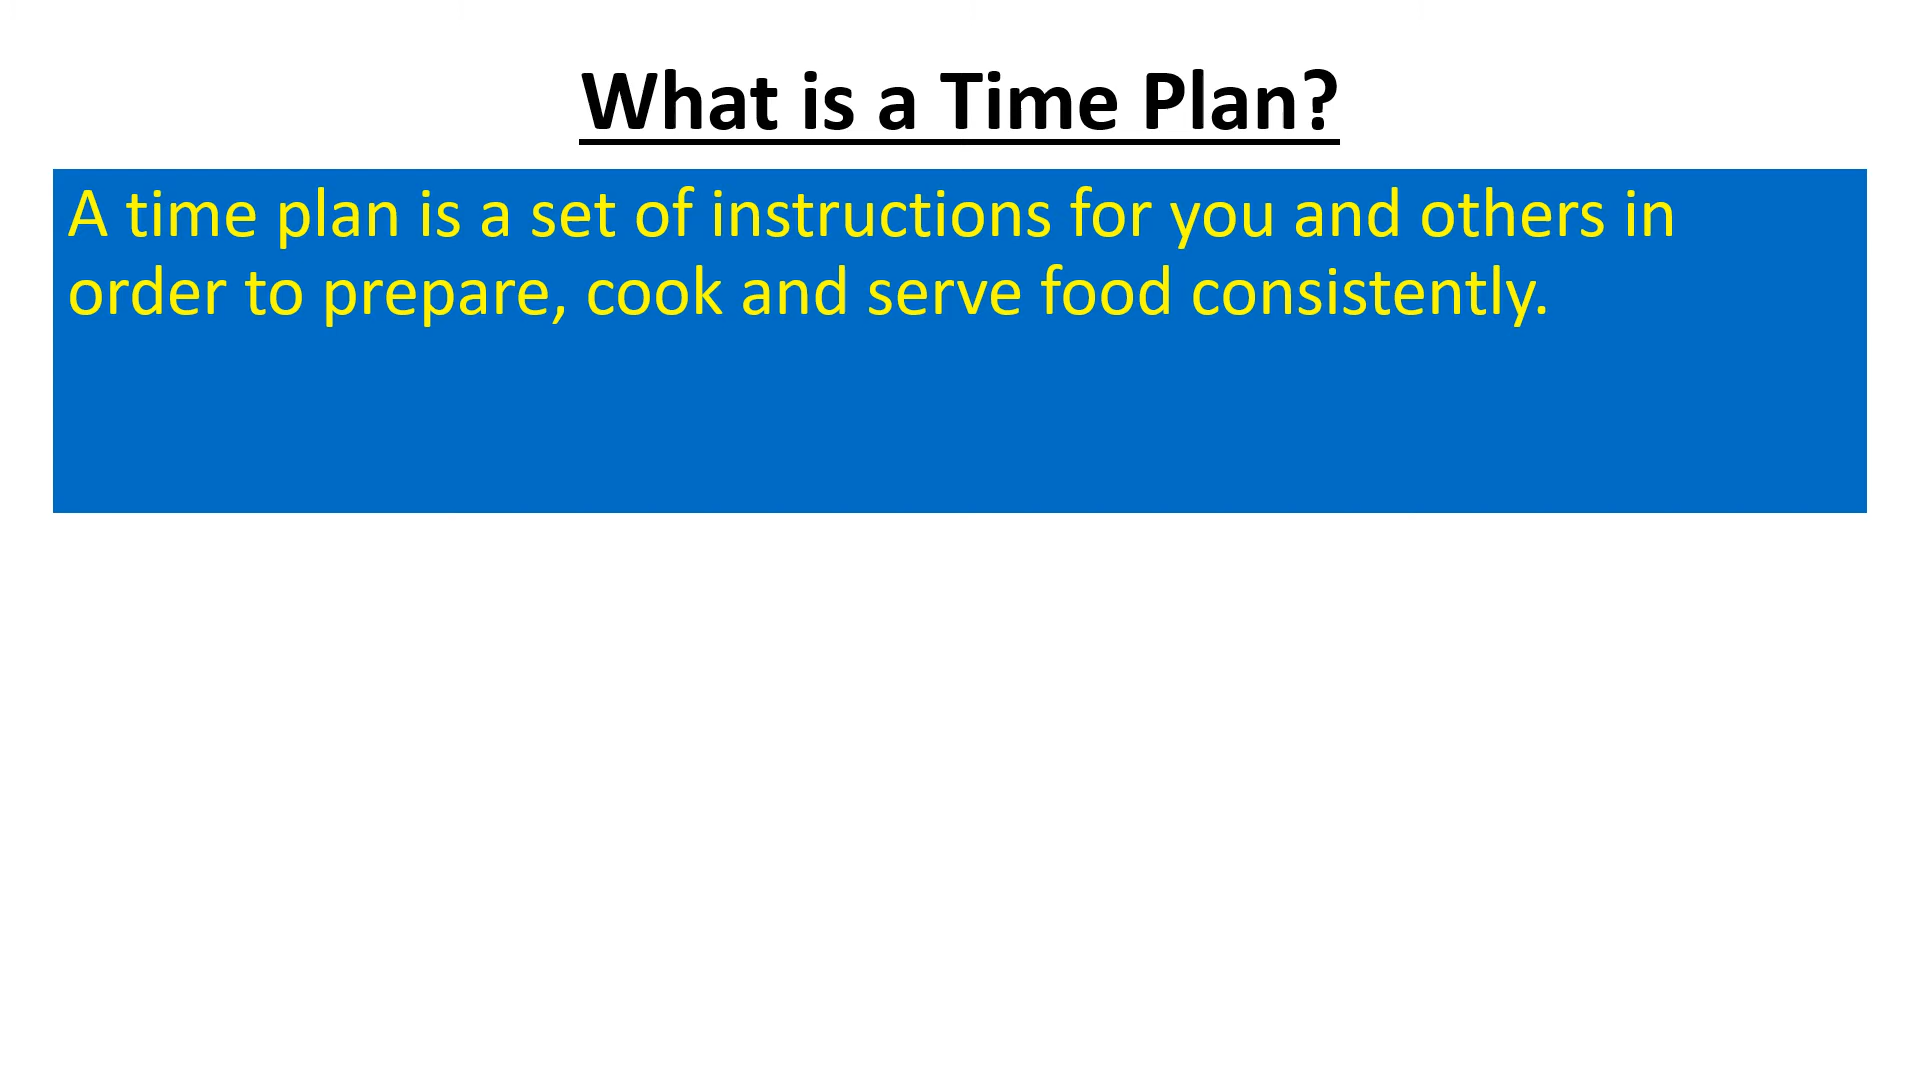 What is a Time Plan?
A time plan is a set of instructions for you and others in
order to prepare, cook and serve food consistently.